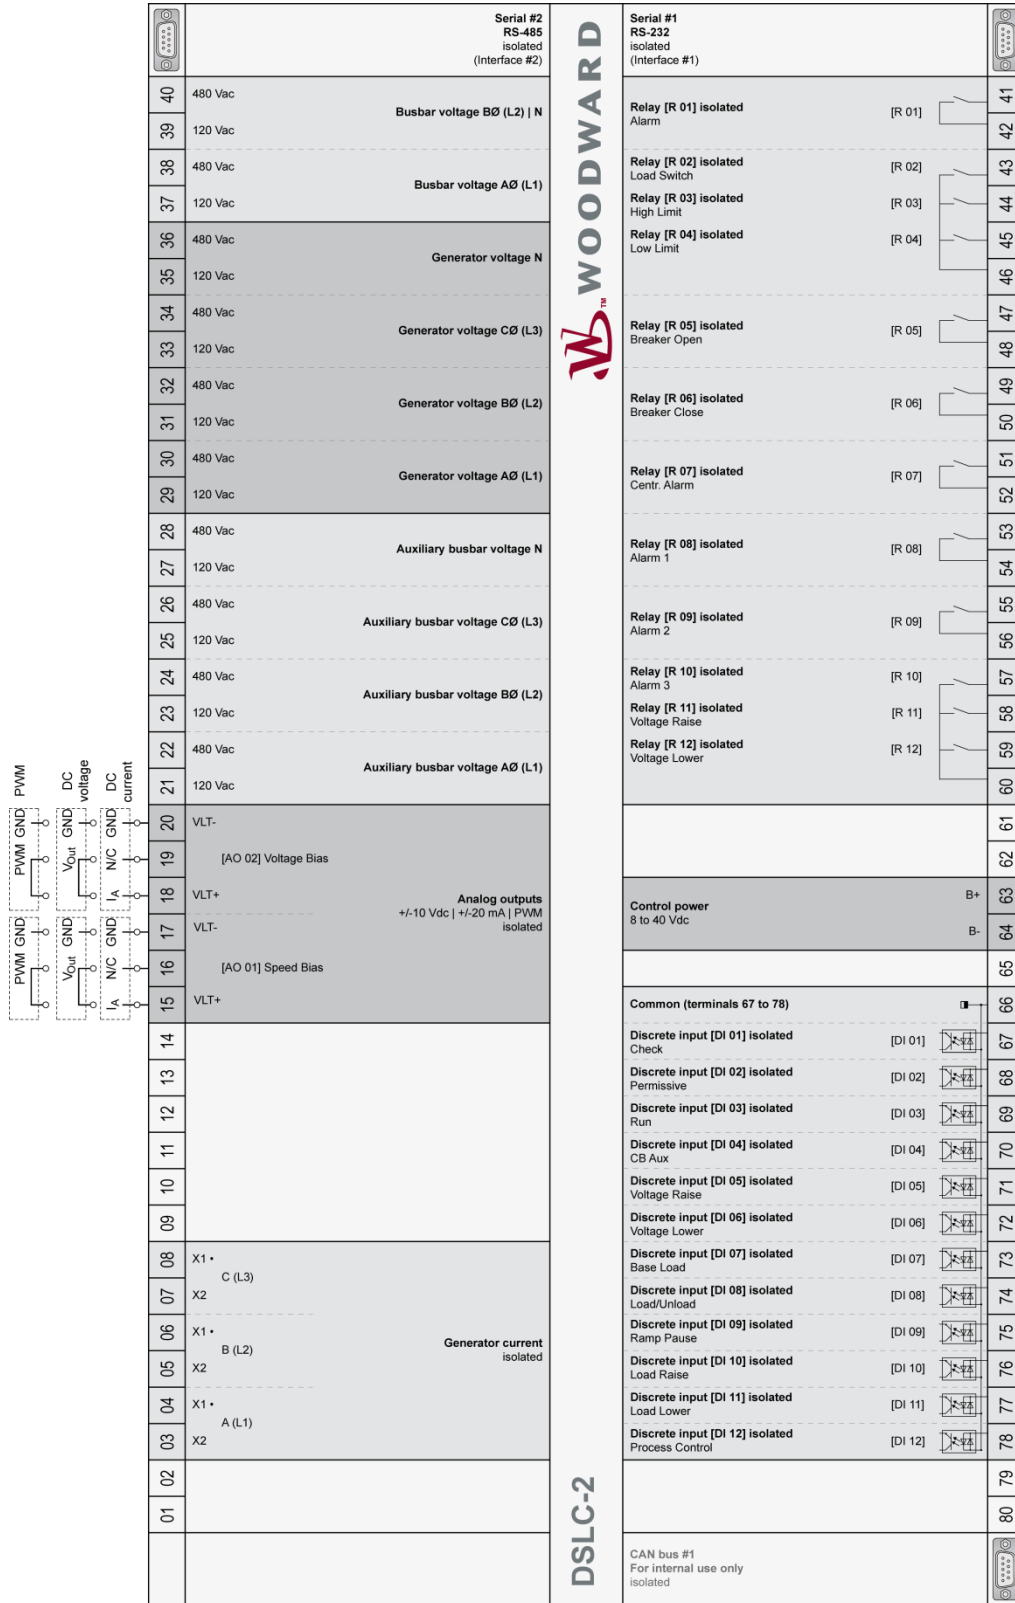 Serial #2
RS-485
isolated
(Interface #2)
40
480 Vac
Busbar voltage BØ (L2) | N
39
120 Vac
38
480 Vac
Busbar voltage AØ (L1)
37
120 Vac
36
480 Vac
Generator voltage N
35
120 Vac
34
480 Vac
Generator voltage CØ (L3)
33
120 Vac
32
480 Vac
Generator voltage BØ (L2)
31
120 Vac
30
480 Vac
Generator voltage AØ (L1)
29
120 Vac
28
480 Vac
Auxiliary busbar voltage N
27
120 Vac
26
480 Vac
Auxiliary busbar voltage CØ (L3)
25
120 Vac
24
480 Vac
Auxiliary busbar voltage BØ (L2)
23
120 Vac
22
480 Vac
Auxiliary busbar voltage AØ (L1)
21
120 Vac
PWM
DC
voltage
DC
current
PWM GND
VOut GND
IA N/C GND
20
VLT-
19
[AO 02] Voltage Bias
18
VLT+
Analog outputs
+/-10 Vdc | +/-20 mA | PWM
isolated
PWM GND
VOut GND
IA N/C GND
17
VLT-
16
[AO 01] Speed Bias
15
VLT+
14
13
12
11
10
09
08
X1 •
C (L3)
07
X2
06
X1 •
B (L2)
Generator current
isolated
05
X2
04
X1 •
A (L1)
03
X2
02
01
WOODWARD
W
TM
DSLC-2
Serial #1
RS-232
isolated
(Interface #1)
41
Relay [R 01] isolated
Alarm
[R 01]
42
Relay [R 02] isolated
Load Switch
[R 02]
43
Relay [R 03] isolated
High Limit
[R 03]
44
Relay [R 04] isolated
Low Limit
[R 04]
45
46
47
Relay [R 05] isolated
Breaker Open
[R 05]
48
49
Relay [R 06] isolated
Breaker Close
[R 06]
50
51
Relay [R 07] isolated
Centr. Alarm
[R 07]
52
53
Relay [R 08] isolated
Alarm 1
[R 08]
54
55
Relay [R 09] isolated
Alarm 2
[R 09]
56
Relay [R 10] isolated
Alarm 3
[R 10]
57
Relay [R 11] isolated
Voltage Raise
[R 11]
58
Relay [R 12] isolated
Voltage Lower
[R 12]
59
60
61
62
Control power
8 to 40 Vdc
B+
63
B-
64
65
Common (terminals 67 to 78)
66
Discrete input [DI 01] isolated
Check
[DI 01]
67
Discrete input [DI 02] isolated
Permissive
[DI 02]
68
Discrete input [DI 03] isolated
Run
[DI 03]
69
Discrete input [DI 04] isolated
CB Aux
[DI 04]
70
Discrete input [DI 05] isolated
Voltage Raise
[DI 05]
71
Discrete input [DI 06] isolated
Voltage Lower
[DI 06]
72
Discrete input [DI 07] isolated
Base Load
[DI 07]
73
Discrete input [DI 08] isolated
Load/Unload
[DI 08]
74
Discrete input [DI 09] isolated
Ramp Pause
[DI 09]
75
Discrete input [DI 10] isolated
Load Raise
[DI 10]
76
Discrete input [DI 11] isolated
Load Lower
[DI 11]
77
Discrete input [DI 12] isolated
Process Control
[DI 12]
78
79
80
CAN bus #1
For internal use only
isolated